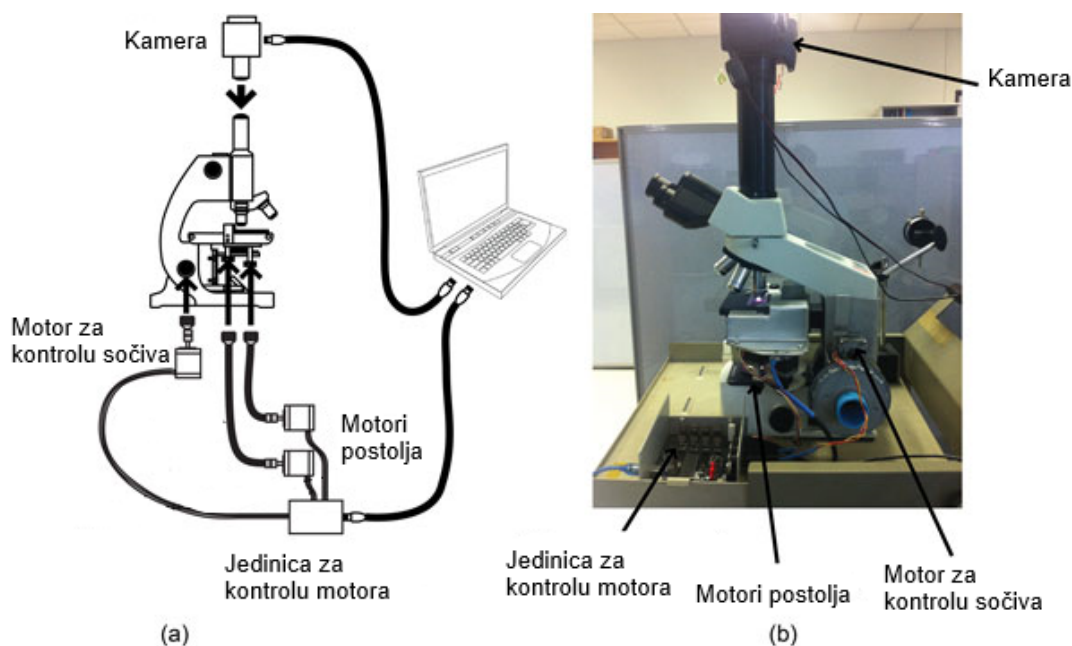 Kamera
Motor za
kontrolu sočiva
Motori
postolja
Jedinica za
kontrolu motora
(a)
Kamera
Jedinica za
kontrolu motora
Motori postolja
Motor za
kontrolu sočiva
(b)